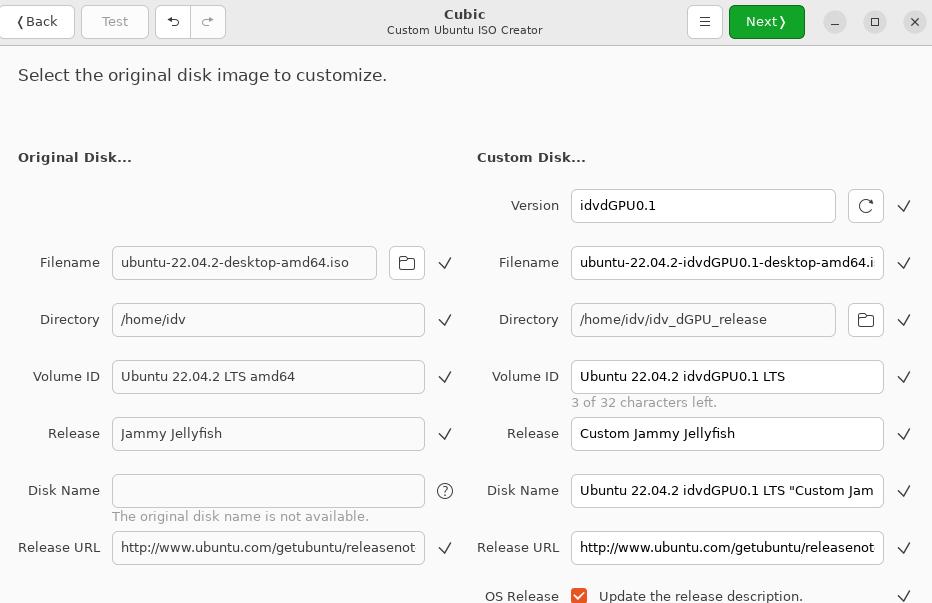 ❬Back
Test
Cubic
Custom Ubuntu ISO Creator
Next❭
Select the original disk image to customize.
Original Disk...
Custom Disk...
Version
idvdGPU0.1
Filename
ubuntu-22.04.2-desktop-amd64.iso
Filename
ubuntu-22.04.2-idvdGPU0.1-desktop-amd64.i
Directory
/home/idv
Directory
/home/idv/idv_dGPU_release
Volume ID
Ubuntu 22.04.2 LTS amd64
Volume ID
Ubuntu 22.04.2 idvdGPU0.1 LTS
3 of 32 characters left.
Release
Jammy Jellyfish
Release
Custom Jammy Jellyfish
Disk Name
Disk Name
Ubuntu 22.04.2 idvdGPU0.1 LTS "Custom Jam
The original disk name is not available.
Release URL
http://www.ubuntu.com/getubuntu/releasenot
Release URL
http://www.ubuntu.com/getubuntu/releasenot
OS Release
Update the release description.